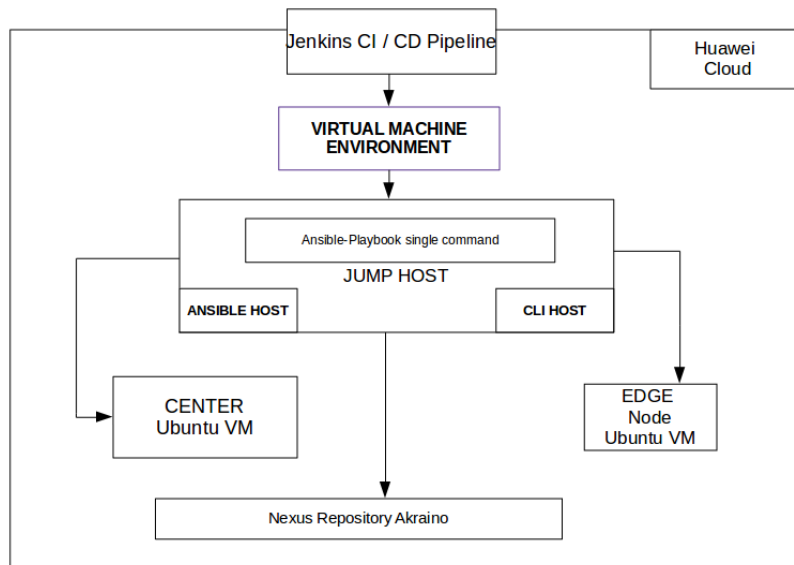 Jenkins CI / CD Pipeline
Huawei
Cloud
VIRTUAL MACHINE
ENVIRONMENT
Ansible-Playbook single command
JUMP HOST
ANSIBLE HOST
CLI HOST
CENTER
Ubuntu VM
EDGE
Node
Ubuntu VM
Nexus Repository Akraino